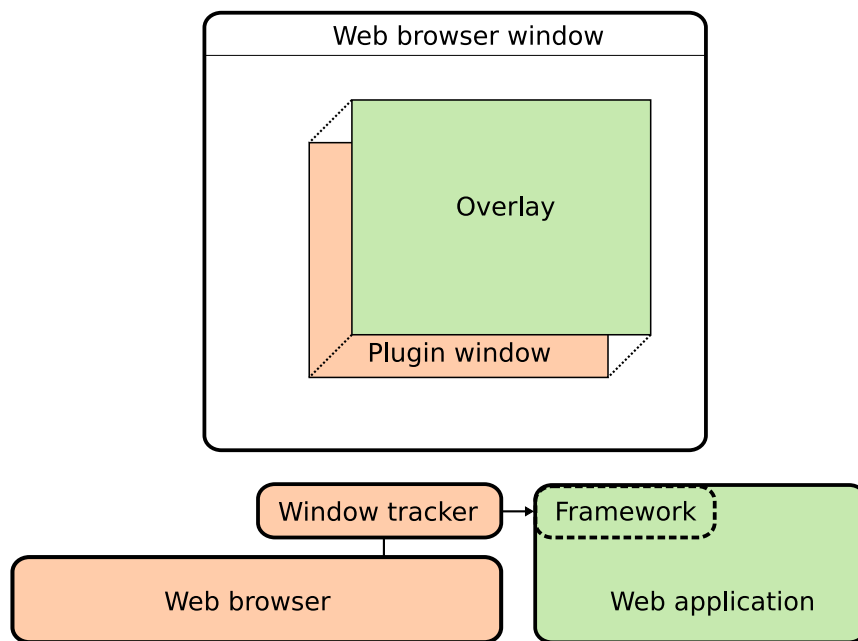 Web browser window
Overlay
Plugin window
Window tracker
Framework
Web browser
Web application